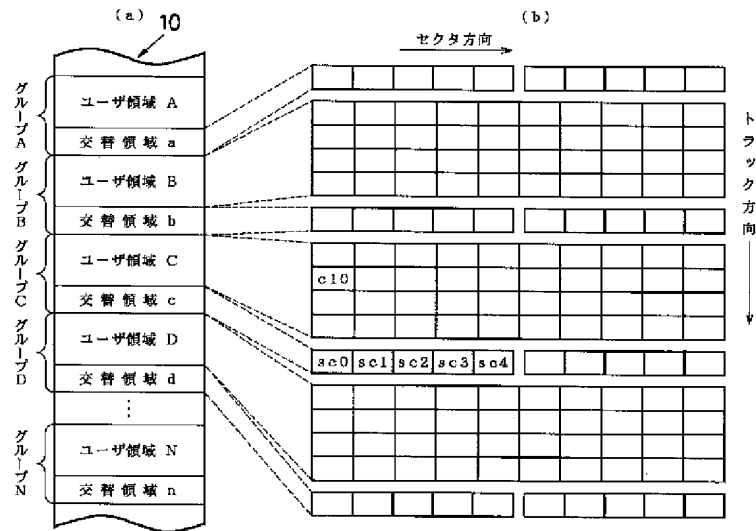 (a)
10
グループA
ユーザ領域 A
交替領域 a
グループB
ユーザ領域 B
交替領域 b
グループC
ユーザ領域 C
交替領域 c
グループD
ユーザ領域 D
交替領域 d
⋮
グループN
ユーザ領域 N
交替領域 n
(b)
セクタ方向
トラック方向
c10
sc0 sc1 sc2 sc3 sc4